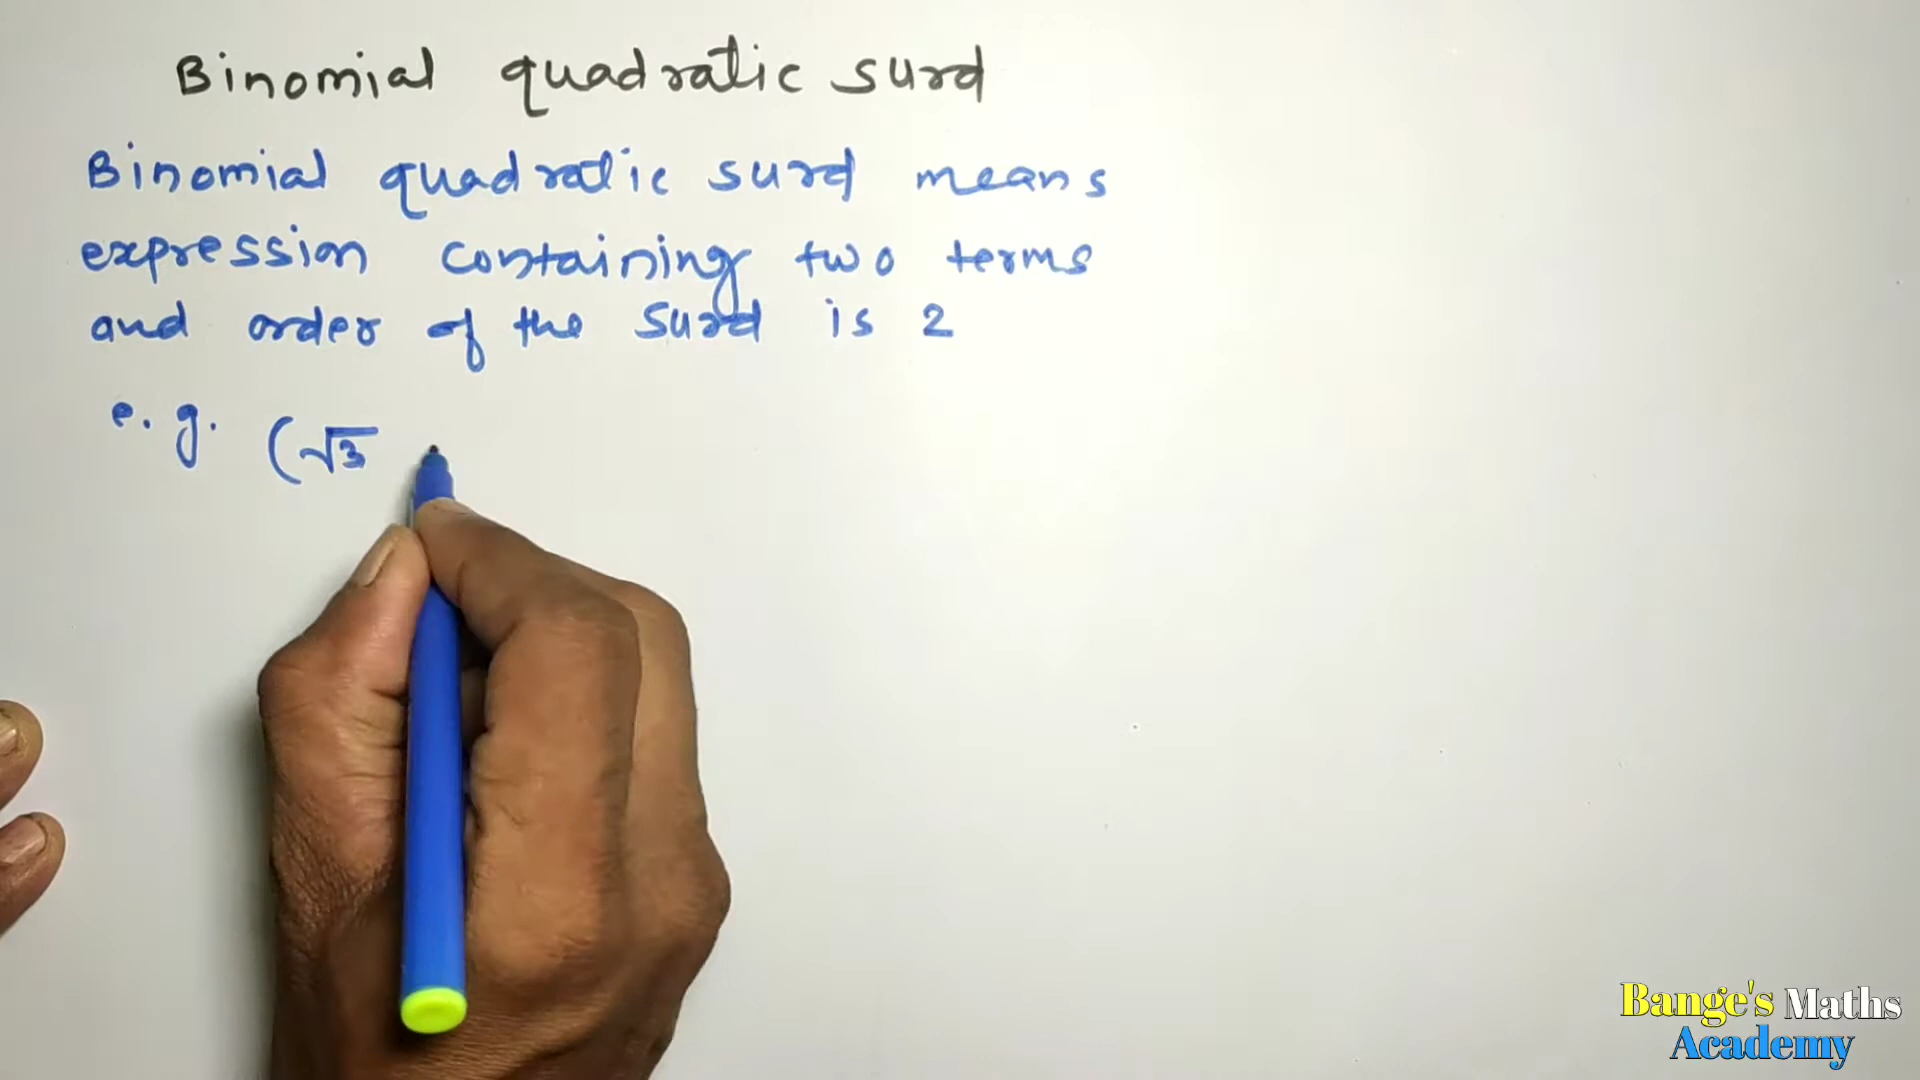 Binomial quadratic surd
Binomial quadratic surd means
expression containing two terms
and order of the surd is 2
e.g. (√3
Bange's Maths
Academy